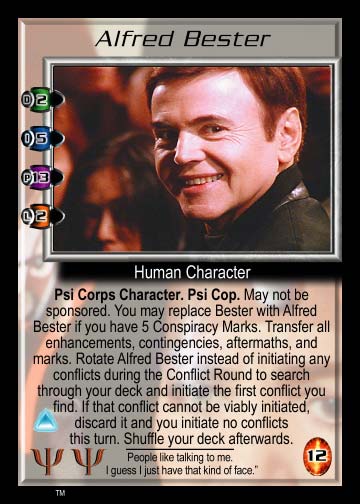 Alfred Bester
D 2
I 5
P 13
L 2
Human Character
Psi Corps Character. Psi Cop. May not be
sponsored. You may replace Bester with Alfred
Bester if you have 5 Conspiracy Marks. Transfer all
enhancements, contingencies, aftermaths, and
marks. Rotate Alfred Bester instead of initiating any
conflicts during the Conflict Round to search
through your deck and initiate the first conflict you
find. If that conflict cannot be viably initiated,
discard it and you initiate no conflicts
this turn. Shuffle your deck afterwards.
People like talking to me.
I guess I just have that kind of face."
Ψ Ψ
12
TM